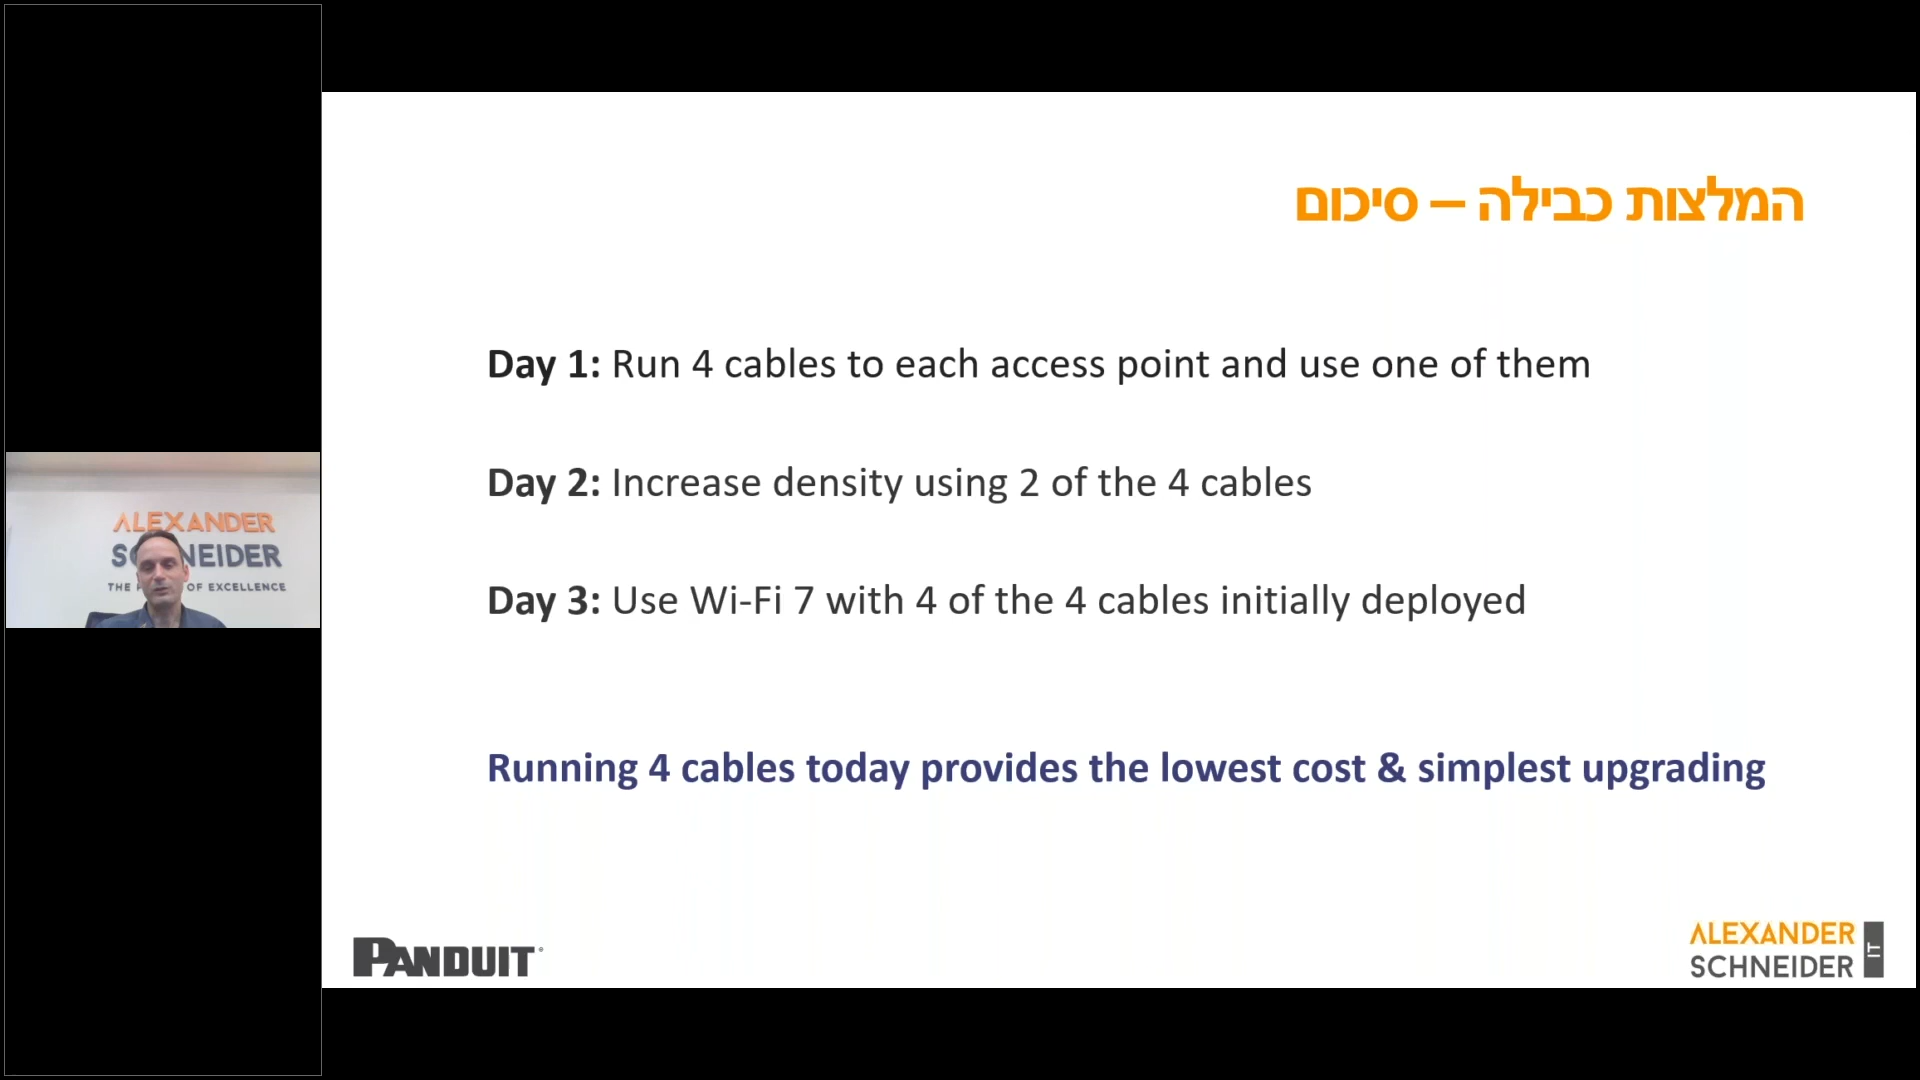 המלצות כבילה – סיכום
Day 1: Run 4 cables to each access point and use one of them
Day 2: Increase density using 2 of the 4 cables
Day 3: Use Wi-Fi 7 with 4 of the 4 cables initially deployed
Running 4 cables today provides the lowest cost & simplest upgrading
PANDUIT
ALEXANDER
SCHNEIDER
IT
ALEXANDER
THE OF EXCELLENCE